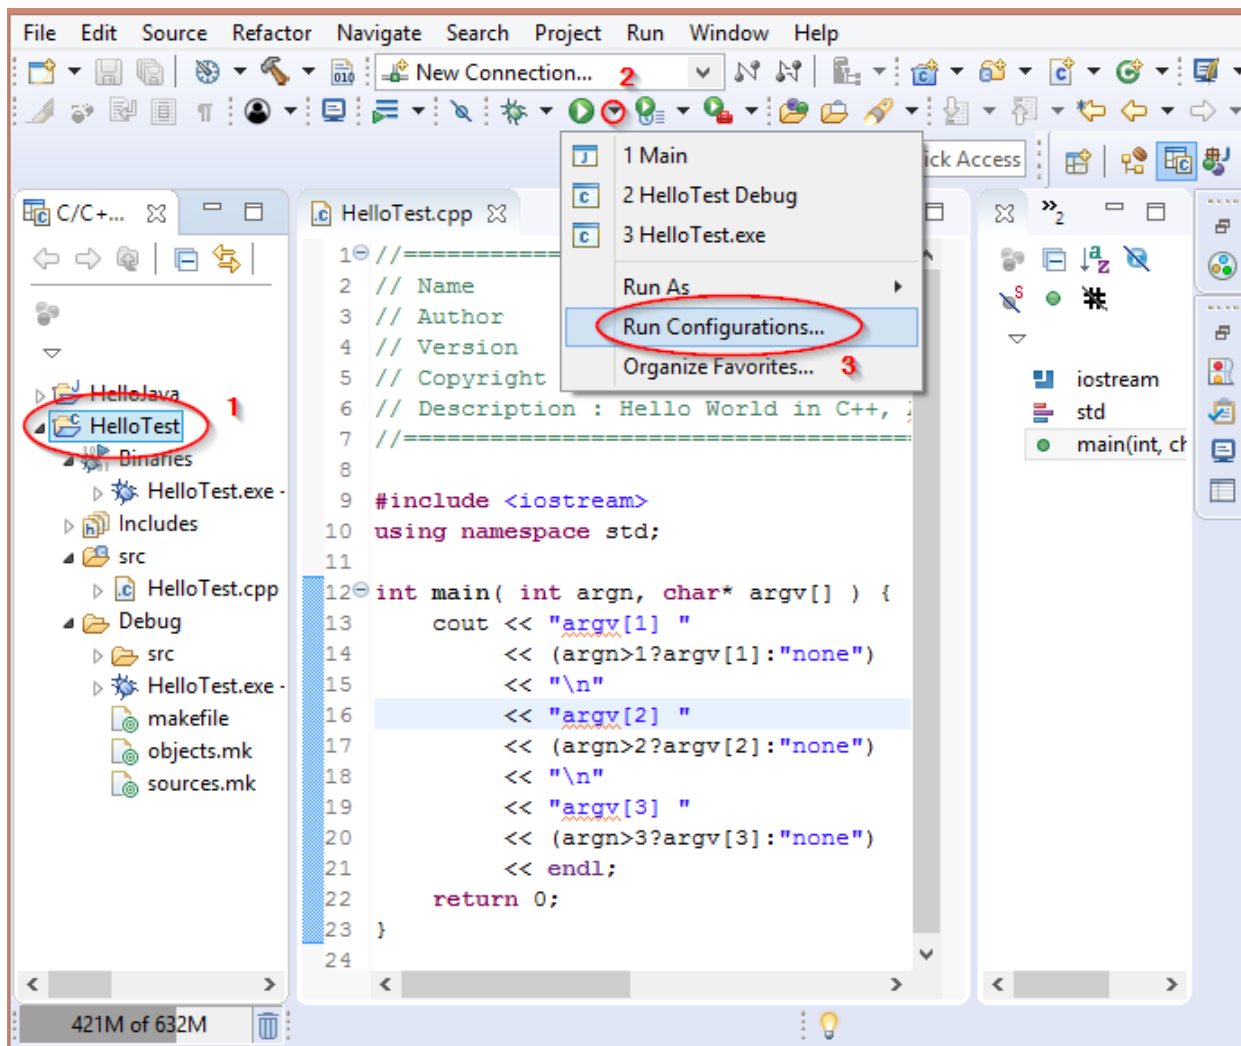 File Edit Source Refactor Navigate Search Project Run Window Help
010 New Connection... 2
1 Main
ick Access
2 HelloTest Debug
3 HelloTest.exe
Run As
Run Configurations...
Organize Favorites... 3
C/C+...
HelloJava
1
HelloTest
Binaries
HelloTest.exe -
Includes
src
HelloTest.cpp
Debug
src
HelloTest.exe -
makefile
objects.mk
sources.mk
HelloTest.cpp
1 //===========
2 // Name
3 // Author
4 // Version
5 // Copyright
6 // Description : Hello World in C++,
7 //===================================
8
9 #include <iostream>
10 using namespace std;
11
12 int main( int argn, char* argv[] ) {
13 cout << "argv[1] "
14 << (argn>1?argv[1]:"none")
15 << "\n"
16 << "argv[2] "
17 << (argn>2?argv[2]:"none")
18 << "\n"
19 << "argv[3] "
20 << (argn>3?argv[3]:"none")
21 << endl;
22 return 0;
23 }
24
»2
iostream
std
main(int, ch
421M of 632M